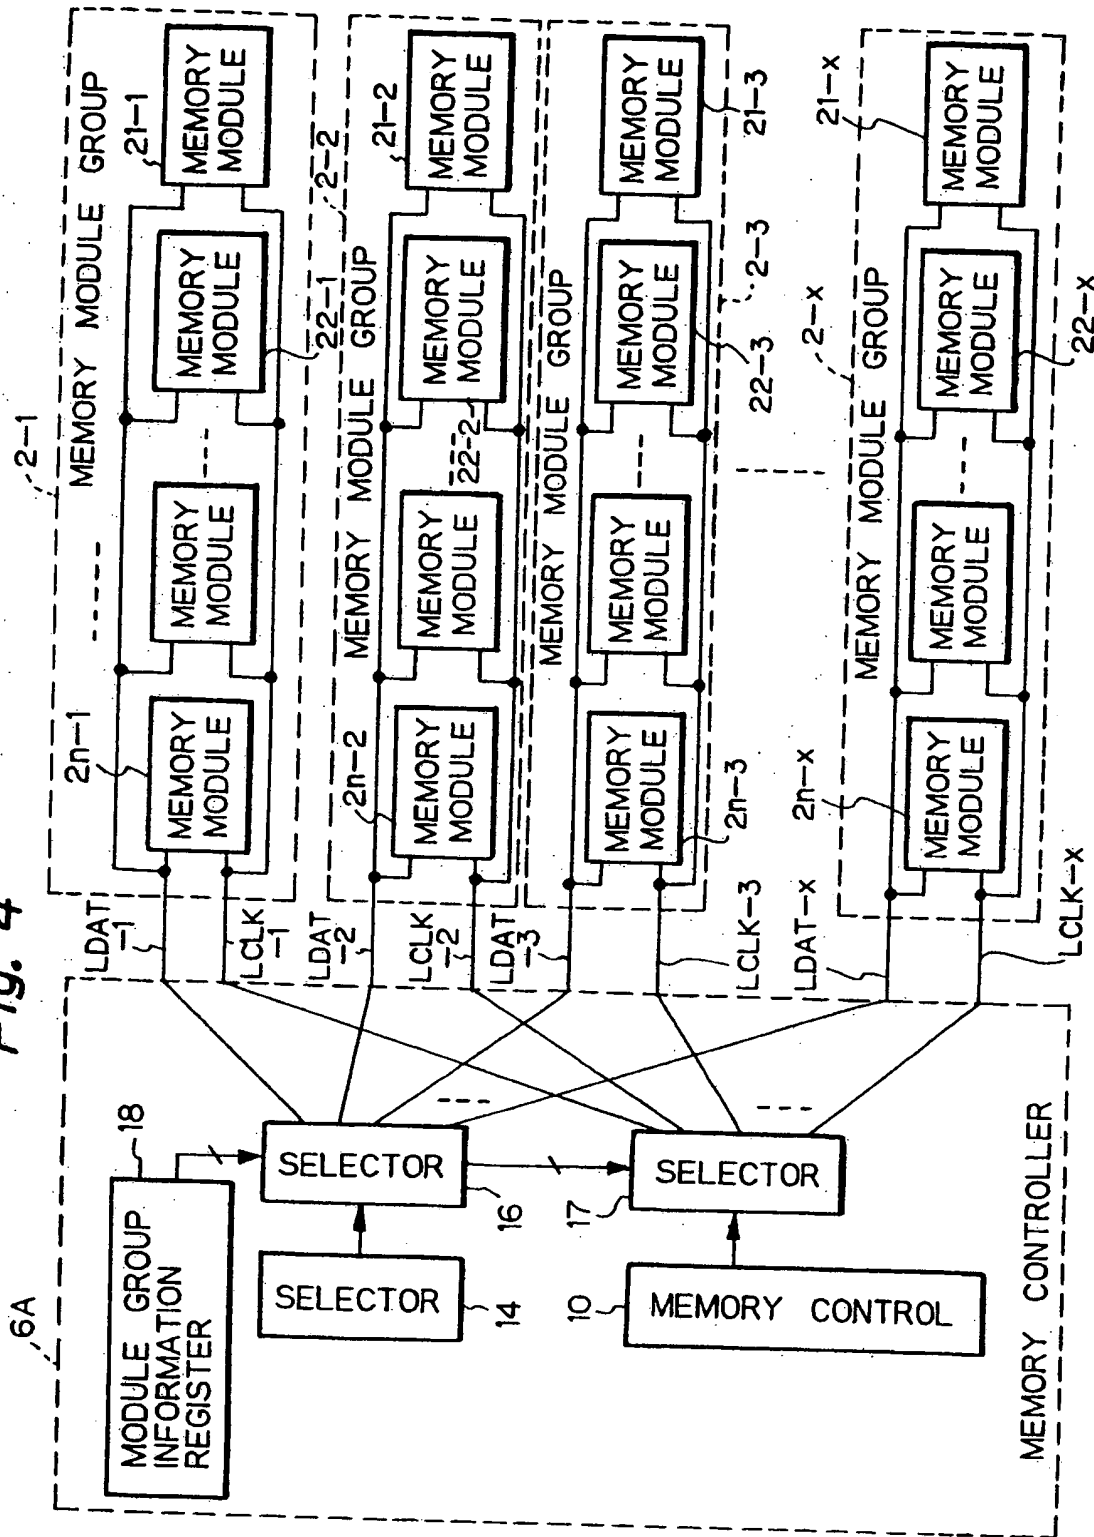 Fig. 4
6A
MODULE GROUP
INFORMATION
REGISTER
18
SELECTOR
16
SELECTOR
14
SELECTOR
17
MEMORY CONTROL
10
MEMORY CONTROLLER
LDAT
-1
LCLK
-1
LDAT
-2
LCLK
-2
LDAT
-3
LCLK-3
LDAT-x
LCLK-x
2-1
MEMORY MODULE GROUP
2n-1
MEMORY
MODULE
MEMORY
MODULE
MEMORY
MODULE
22-1
MEMORY
MODULE
21-1
2-2
MEMORY MODULE GROUP
2n-2
MEMORY
MODULE
MEMORY
MODULE
MEMORY
MODULE
22-2
MEMORY
MODULE
21-2
2-3
MEMORY MODULE GROUP
2n-3
MEMORY
MODULE
MEMORY
MODULE
MEMORY
MODULE
22-3
MEMORY
MODULE
21-3
2-x
MEMORY MODULE GROUP
2n-x
MEMORY
MODULE
MEMORY
MODULE
MEMORY
MODULE
22-x
MEMORY
MODULE
21-x